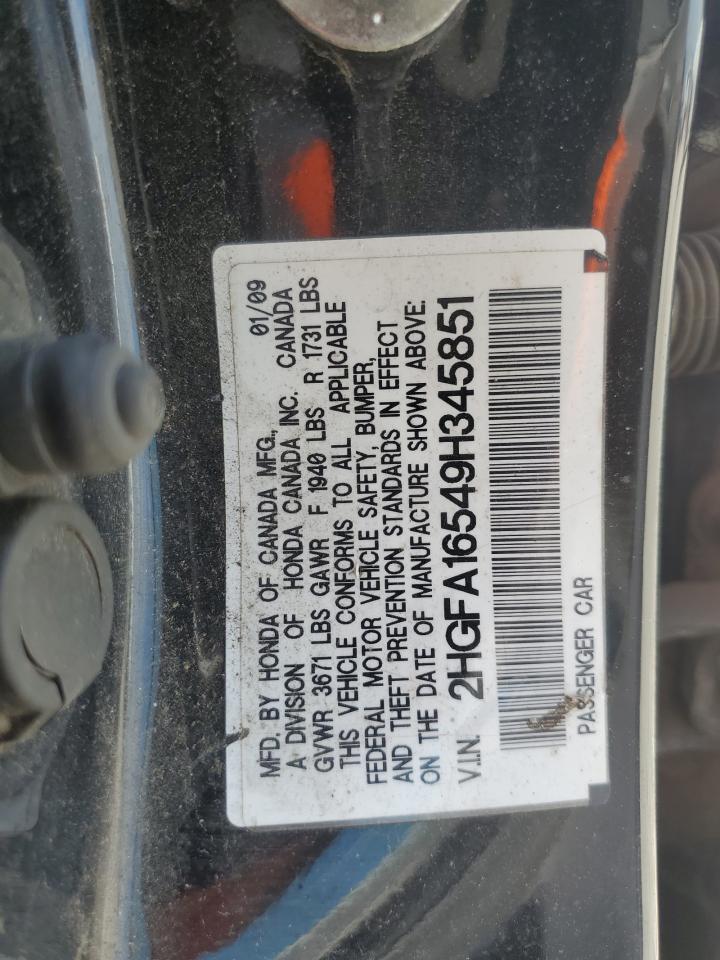 MFD. BY HONDA OF CANADA MFG., 01/09
A DIVISION OF HONDA CANADA INC. CANADA
GVWR 3671 LBS GAWR F 1940 LBS R 1731 LBS
THIS VEHICLE CONFORMS TO ALL APPLICABLE
FEDERAL MOTOR VEHICLE SAFETY, BUMPER,
AND THEFT PREVENTION STANDARDS IN EFFECT
ON THE DATE OF MANUFACTURE SHOWN ABOVE:
V.I.N. 2HGFA16549H345851
PASSENGER CAR